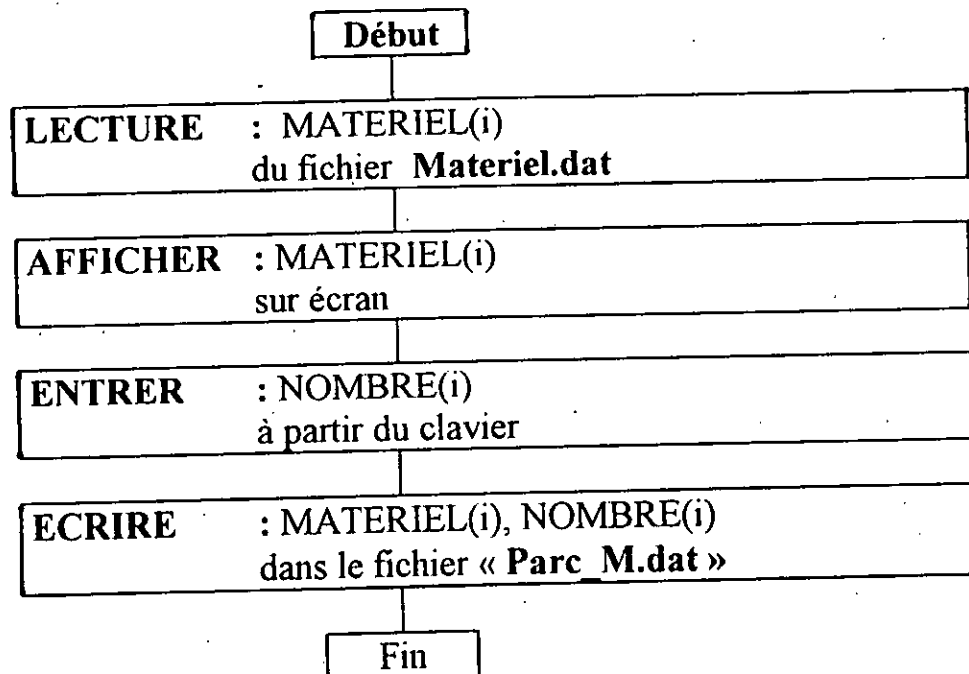 Début
LECTURE : MATERIEL(i)
du fichier Materiel.dat
AFFICHER : MATERIEL(i)
sur écran
ENTRER : NOMBRE(i)
à partir du clavier
ECRIRE : MATERIEL(i), NOMBRE(i)
dans le fichier « Parc_M.dat »
Fin